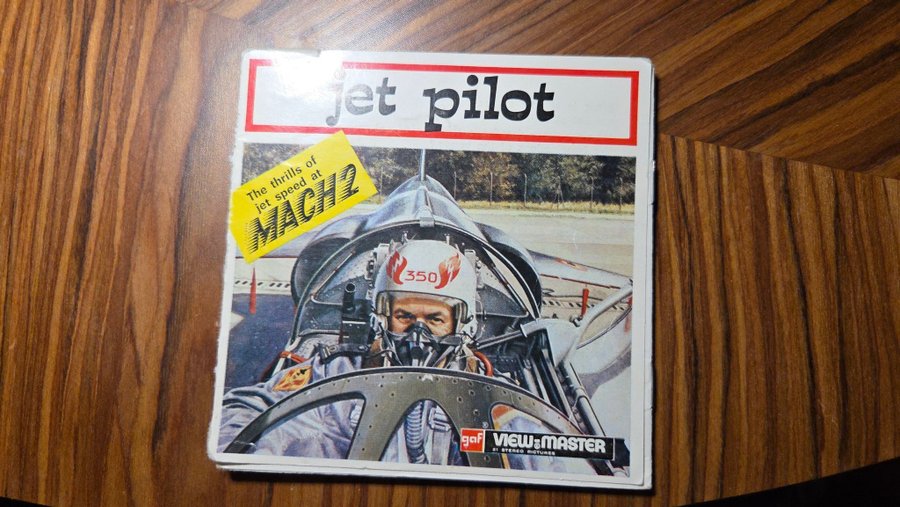 jet pilot
The thrills of
jet speed at
MACH2
350
gaf® VIEW-MASTER
21 STEREO PICTURES